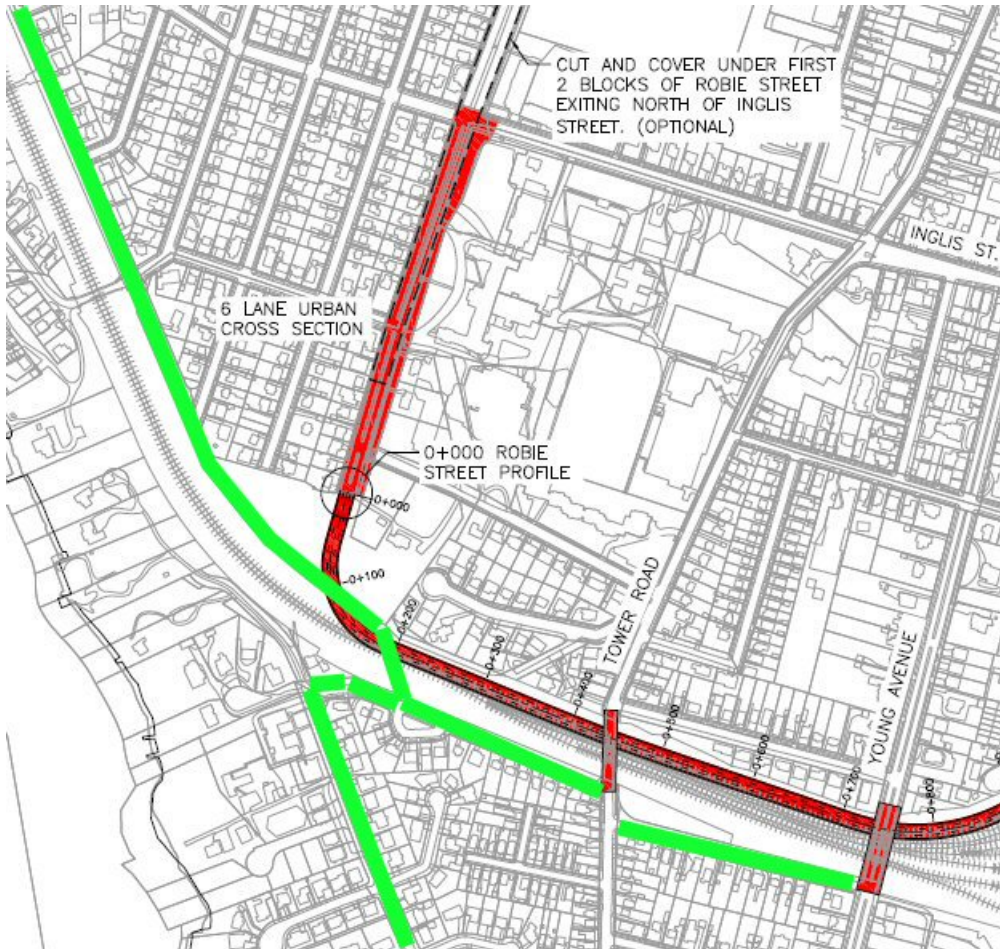 CUT AND COVER UNDER FIRST
2 BLOCKS OF ROBIE STREET
EXITING NORTH OF INGLIS
STREET. (OPTIONAL)
INGLIS ST.
6 LANE URBAN
CROSS SECTION
0+000 ROBIE
STREET PROFILE
0+000
-0+100
-0+200
-0+300
-0+400
-0+500
-0+600
-0+700
-0+800
TOWER ROAD
YOUNG AVENUE